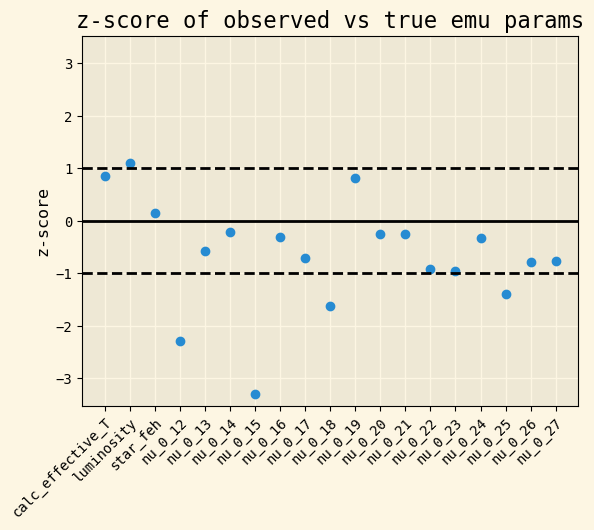 z-score of observed vs true emu params
z-score
3
2
1
0
−1
−2
−3
calc_effective_T
luminosity
star_feh
nu_0_12
nu_0_13
nu_0_14
nu_0_15
nu_0_16
nu_0_17
nu_0_18
nu_0_19
nu_0_20
nu_0_21
nu_0_22
nu_0_23
nu_0_24
nu_0_25
nu_0_26
nu_0_27